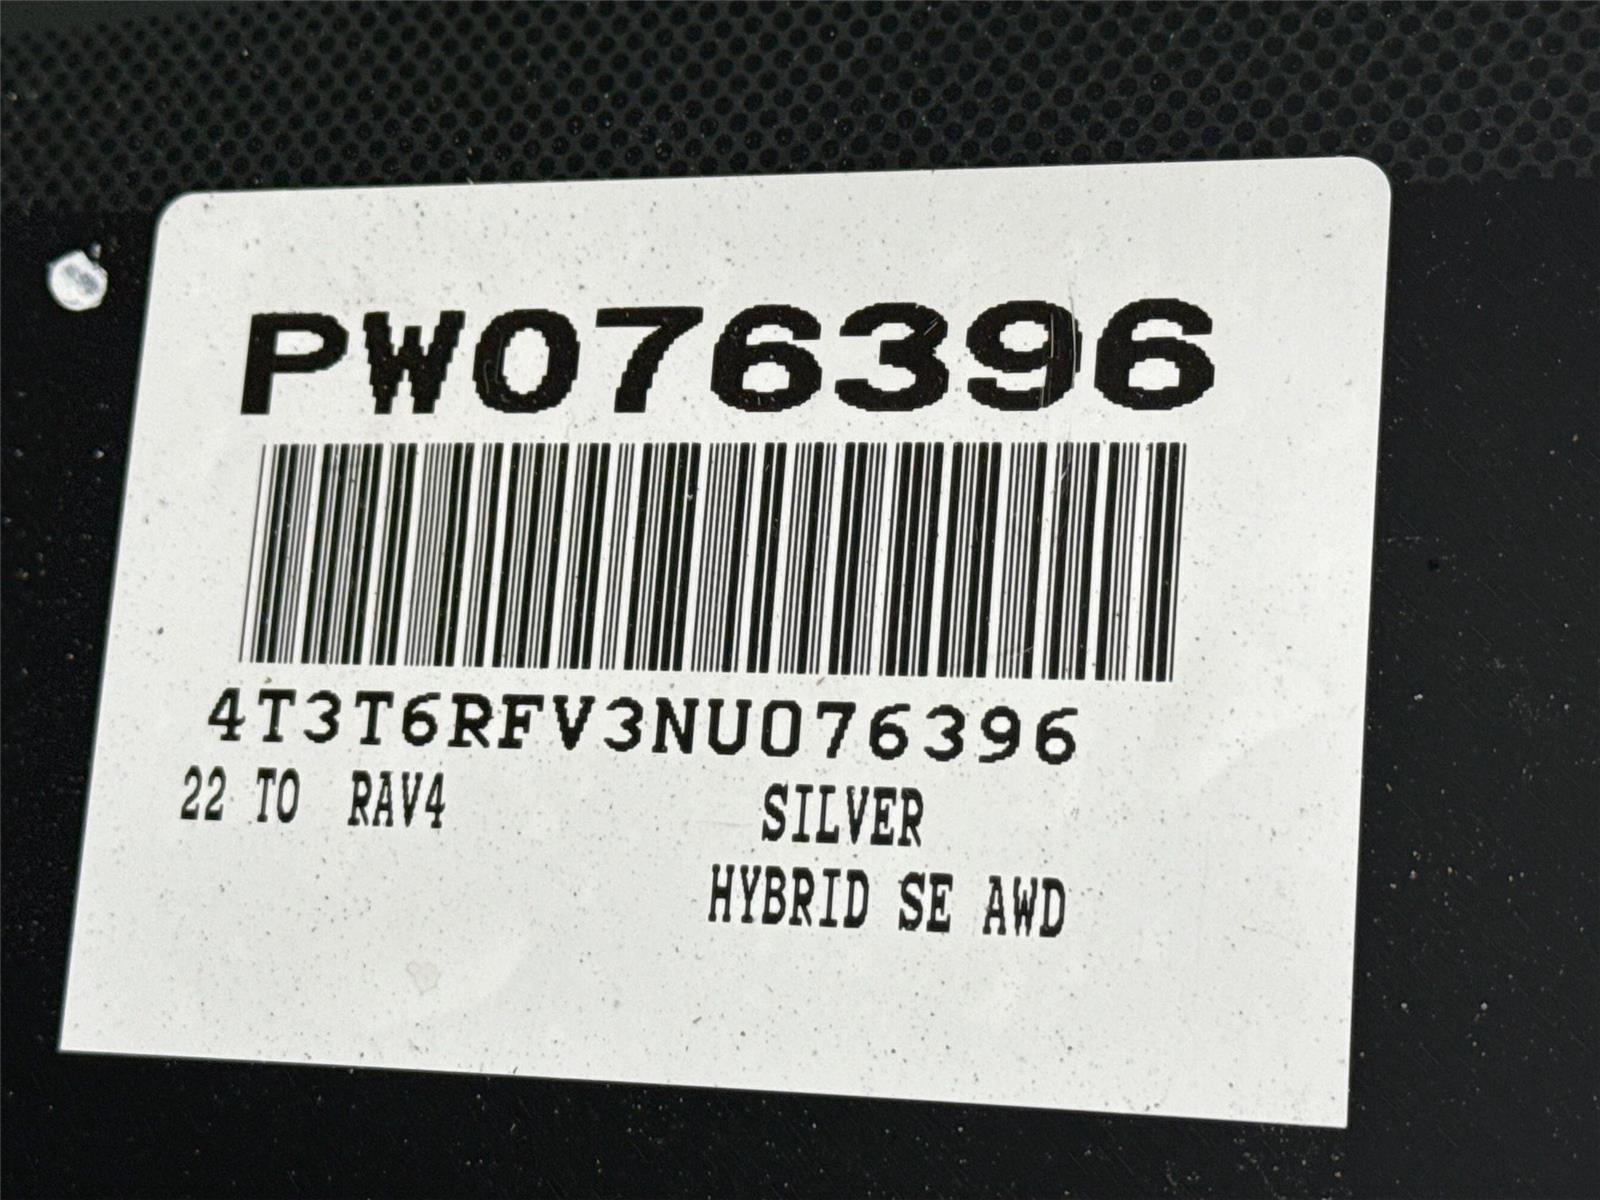 PW076396
4T3T6RFV3NU076396
22 TO RAV4 SILVER
HYBRID SE AWD